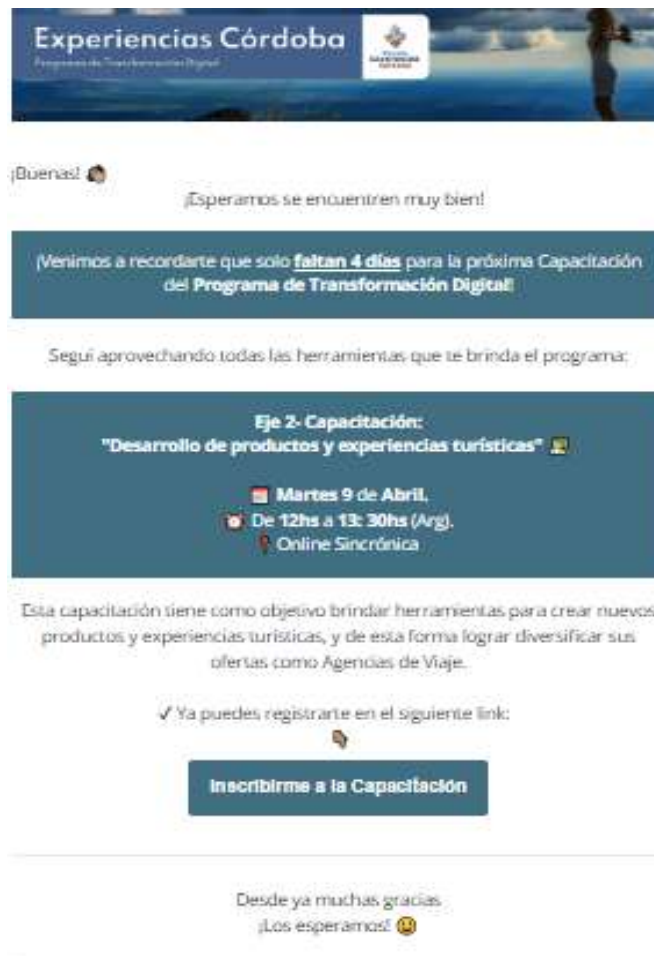 Experiencias Córdoba
Programa de Transformación Digital
¡Buenas!
¡Esperamos se encuentren muy bien!
¡Venimos a recordarte que solo faltan 4 días para la próxima Capacitación
del Programa de Transformación Digital!
Seguí aprovechando todas las herramientas que te brinda el programa:
Eje 2- Capacitación:
"Desarrollo de productos y experiencias turísticas"
Martes 9 de Abril.
De 12hs a 13: 30hs (Arg).
Online Sincrónica
Esta capacitación tiene como objetivo brindar herramientas para crear nuevos
productos y experiencias turísticas, y de esta forma lograr diversificar sus
ofertas como Agencias de Viaje.
✓ Ya puedes registrarte en el siguiente link:
Inscribirme a la Capacitación
Desde ya muchas gracias
¡Los esperamos!